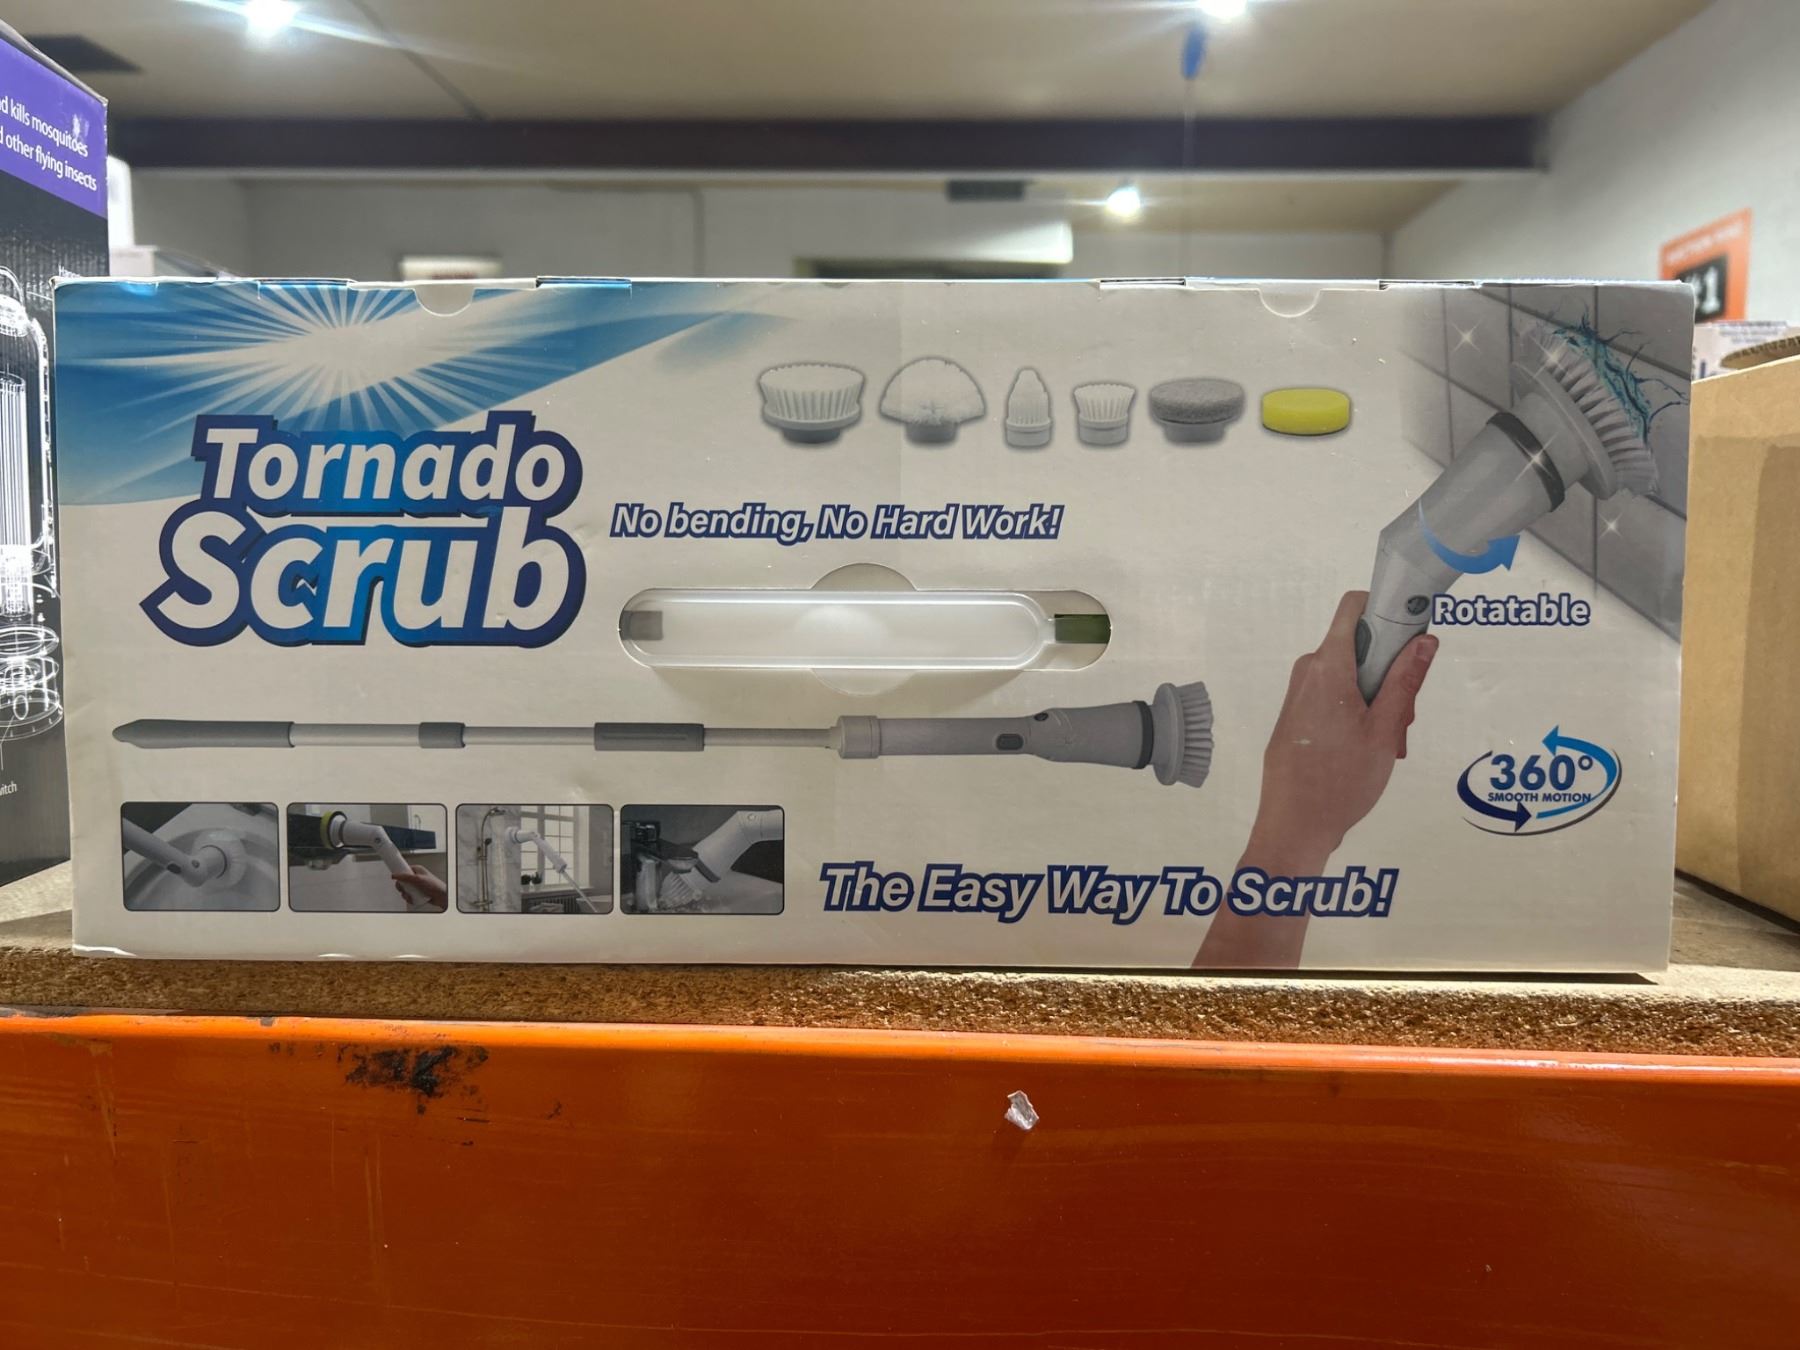 d kills mosquitoes
d other flying insects
Tornado
Scrub
No bending, No Hard Work!
Rotatable
360°
SMOOTH MOTION
The Easy Way To Scrub!